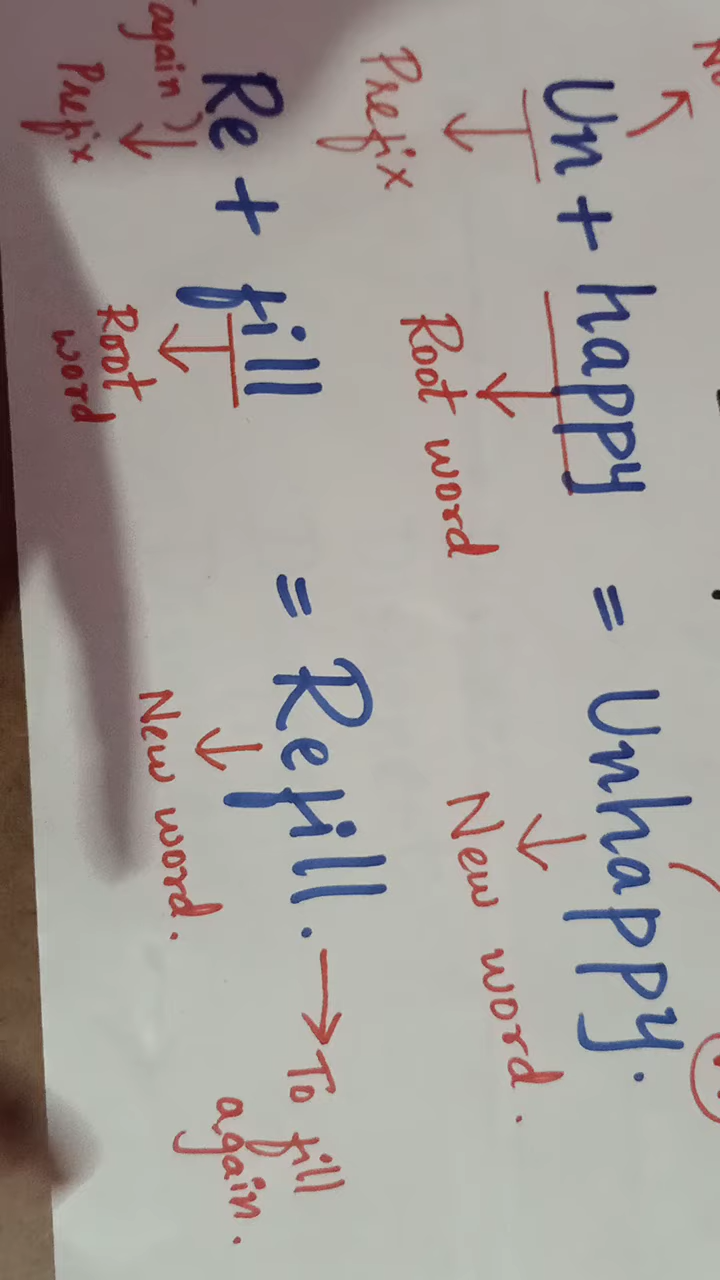 Un + happy = Unhappy.
Prefix Root word New word.
Re + fill = Refill. → To fill again.
again)
Prefix Root word New word.